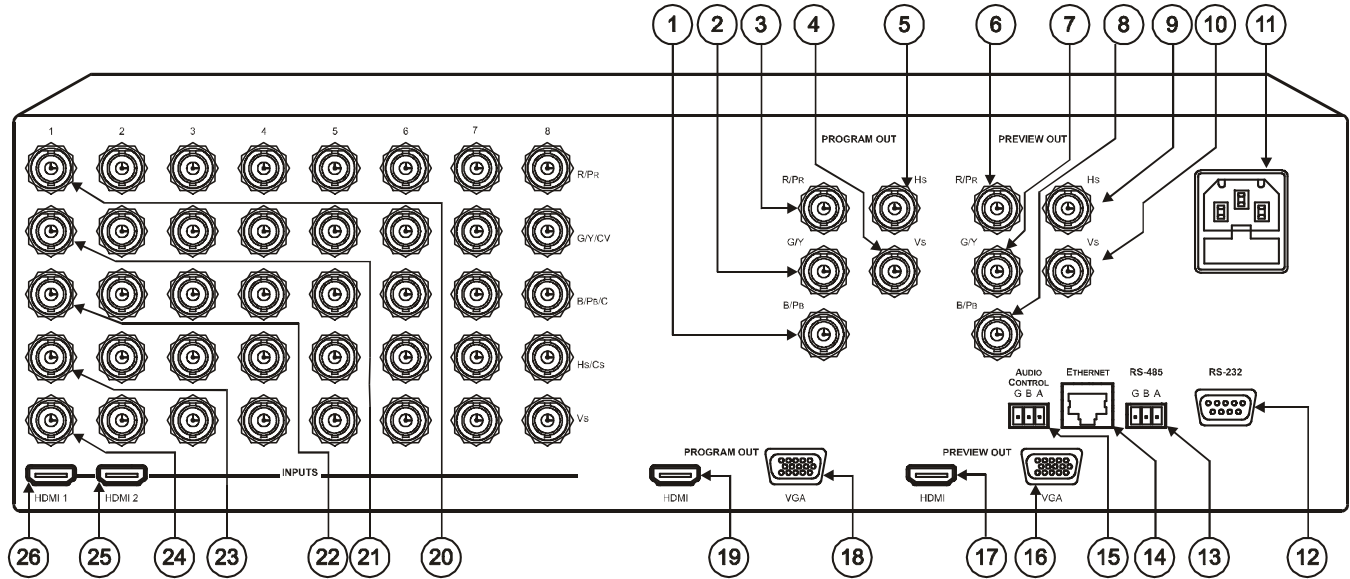 1 2 3 4 5 6 7 8 9 10 11
1 2 3 4 5 6 7 8
PROGRAM OUT
PREVIEW OUT
R/PR
R/PR
HS
R/PR
HS
G/Y/CV
G/Y
VS
G/Y
VS
B/PB/C
B/PB
B/PB
HS/CS
AUDIO
CONTROL
G B A
ETHERNET
RS-485
G B A
RS-232
VS
INPUTS
PROGRAM OUT
PREVIEW OUT
HDMI 1
HDMI 2
HDMI
VGA
HDMI
VGA
26 25 24 23 22 21 20 19 18 17 16 15 14 13 12